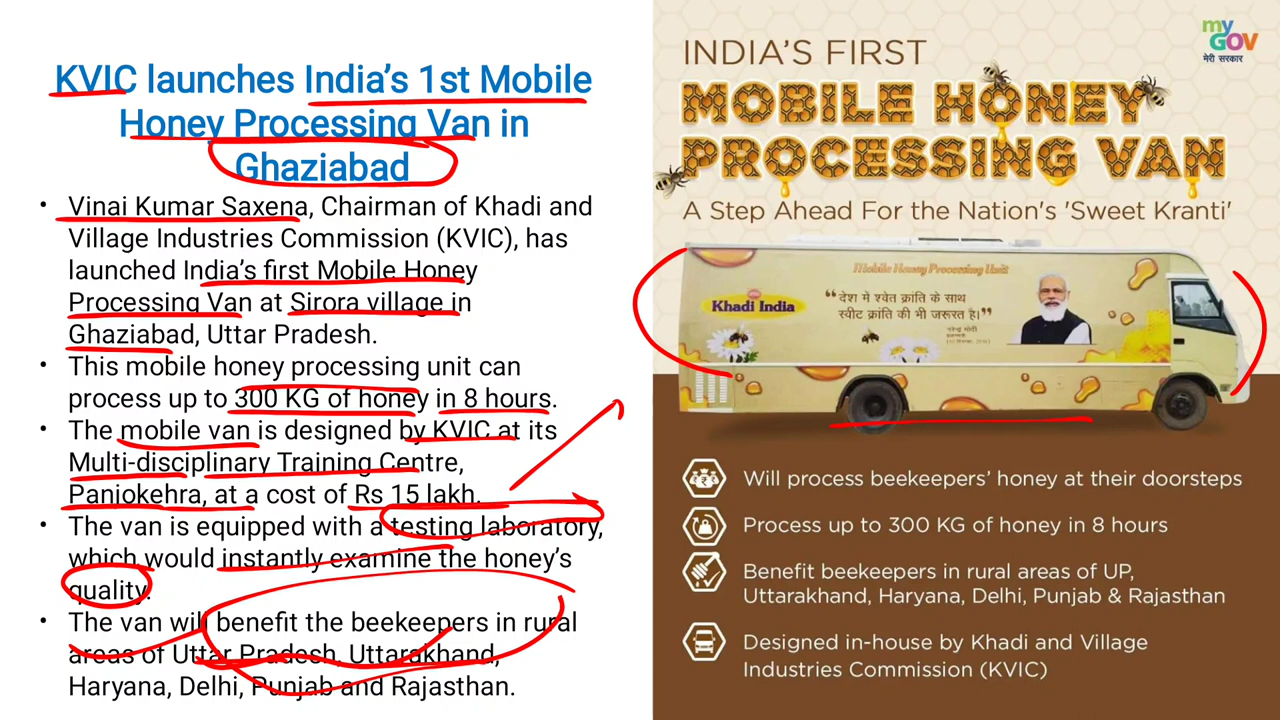 KVIC launches India's 1st Mobile
Honey Processing Van in
Ghaziabad
• Vinai Kumar Saxena, Chairman of Khadi and
Village Industries Commission (KVIC), has
launched India's first Mobile Honey
Processing Van at Sirora village in
Ghaziabad, Uttar Pradesh.
• This mobile honey processing unit can
process up to 300 KG of honey in 8 hours.
• The mobile van is designed by KVIC at its
Multi-disciplinary Training Centre,
Paniokehra, at a cost of Rs 15 lakh.
• The van is equipped with a testing laboratory,
which would instantly examine the honey's
quality.
• The van will benefit the beekeepers in rural
areas of Uttar Pradesh, Uttarakhand,
Haryana, Delhi, Punjab and Rajasthan.
my
GOV
मेरी सरकार
INDIA'S FIRST
MOBILE HONEY
PROCESSING VAN
A Step Ahead For the Nation's 'Sweet Kranti'
Mobile Honey Processing Unit
Khadi India
“देश में श्वेत क्रांति के साथ
स्वीट क्रांति की भी जरूरत है।”
नरेन्द्र मोदी
Will process beekeepers' honey at their doorsteps
Process up to 300 KG of honey in 8 hours
Benefit beekeepers in rural areas of UP,
Uttarakhand, Haryana, Delhi, Punjab & Rajasthan
Designed in-house by Khadi and Village
Industries Commission (KVIC)